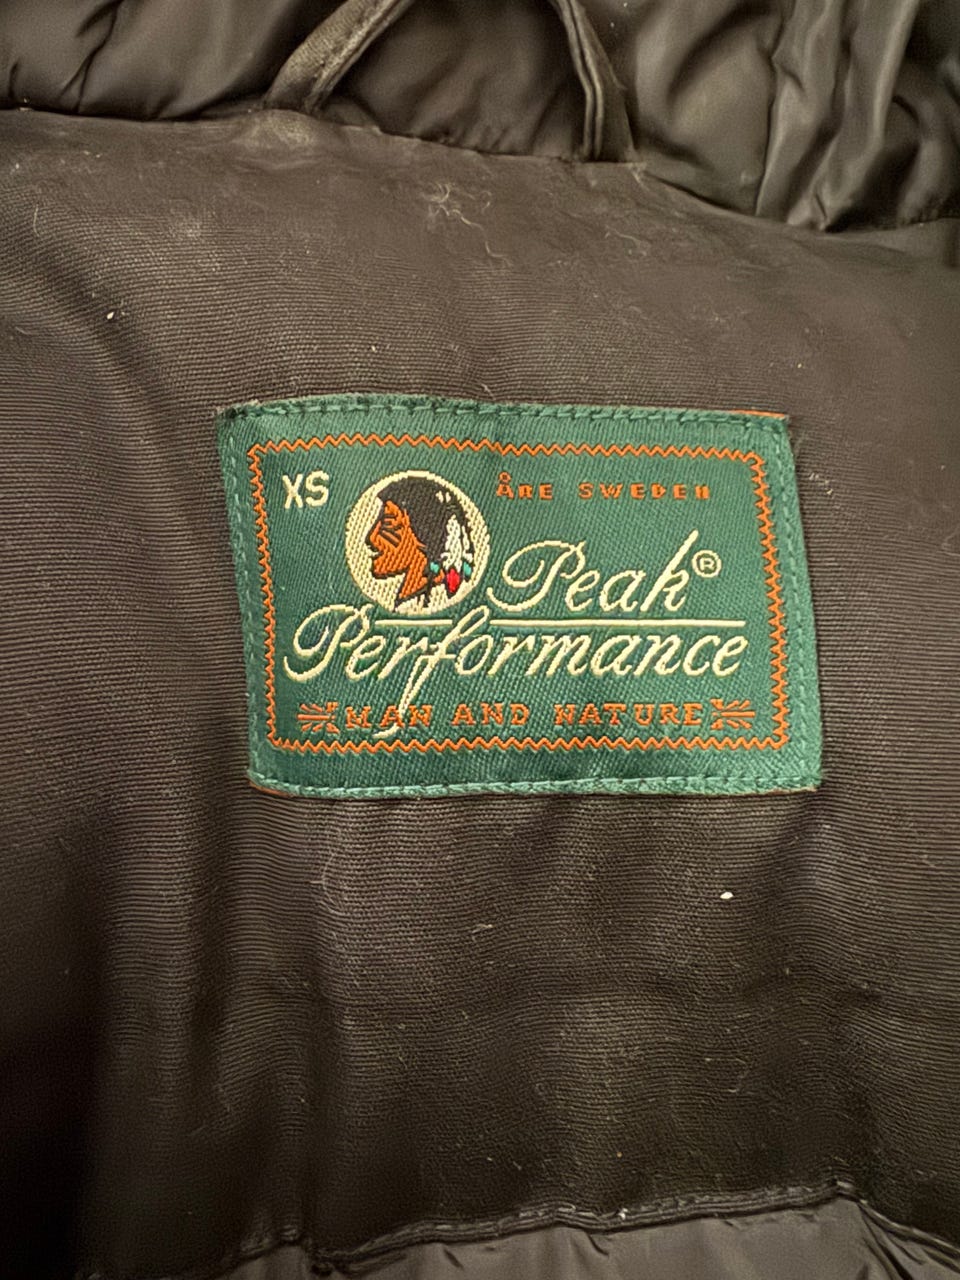 XS
ÅRE SWEDEN
Peak®
Performance
MAN AND NATURE